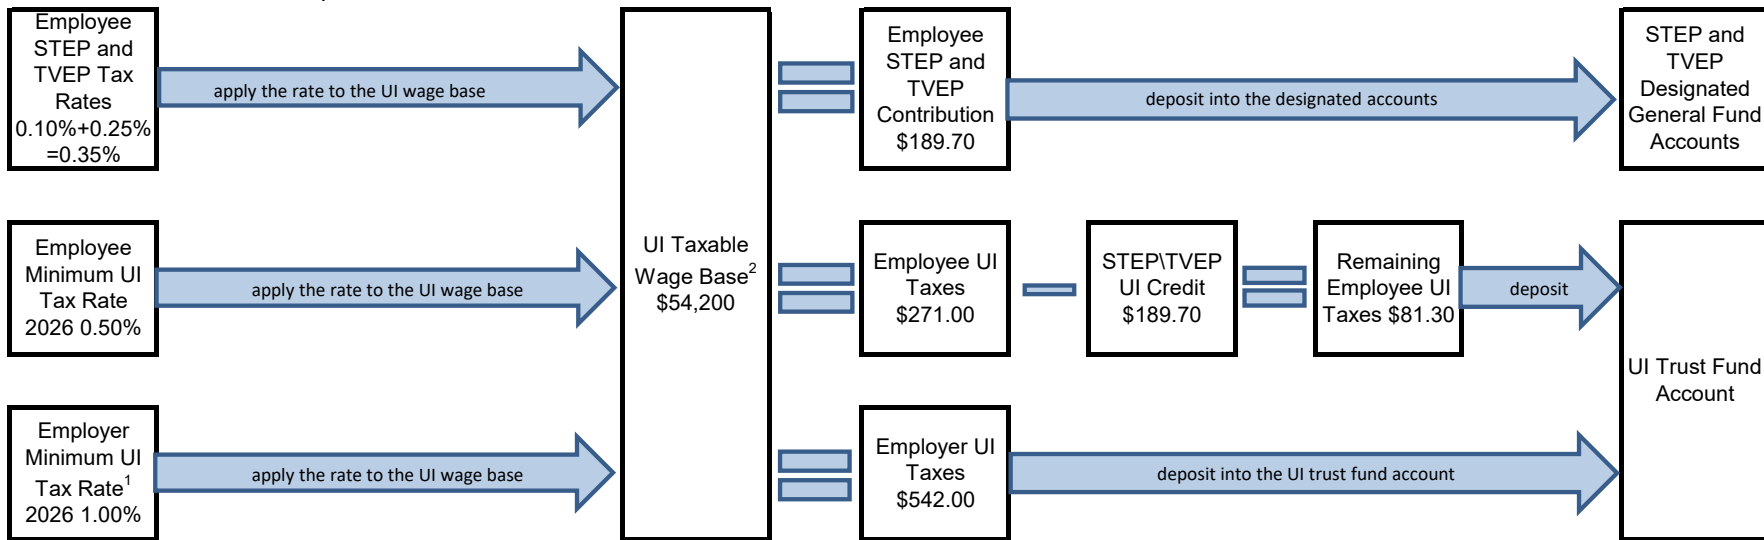 Employee
STEP and
TVEP Tax
Rates
0.10%+0.25%
=0.35%
apply the rate to the UI wage base
Employee
STEP and
TVEP
Contribution
$189.70
deposit into the designated accounts
STEP and
TVEP
Designated
General Fund
Accounts
Employee
Minimum UI
Tax Rate
2026 0.50%
apply the rate to the UI wage base
UI Taxable
Wage Base2
$54,200
Employee UI
Taxes
$271.00
STEP\TVEP
UI Credit
$189.70
Remaining
Employee UI
Taxes $81.30
deposit
UI Trust Fund
Account
Employer
Minimum UI
Tax Rate1
2026 1.00%
apply the rate to the UI wage base
Employer UI
Taxes
$542.00
deposit into the UI trust fund account